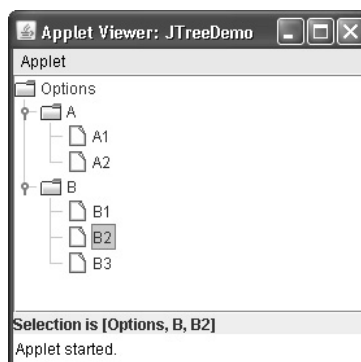 Applet Viewer: JTreeDemo
Applet
Options
A
A1
A2
B
B1
B2
B3
Selection is [Options, B, B2]
Applet started.